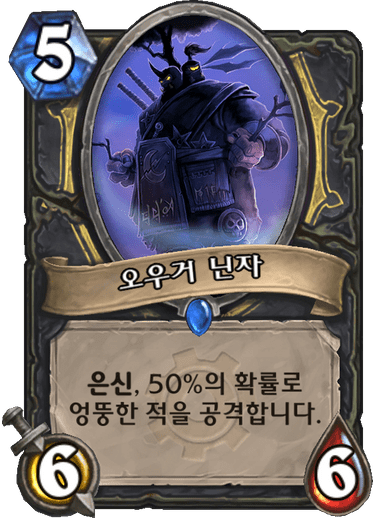 5
오우거 닌자
은신, 50%의 확률로
엉뚱한 적을 공격합니다.
6
6